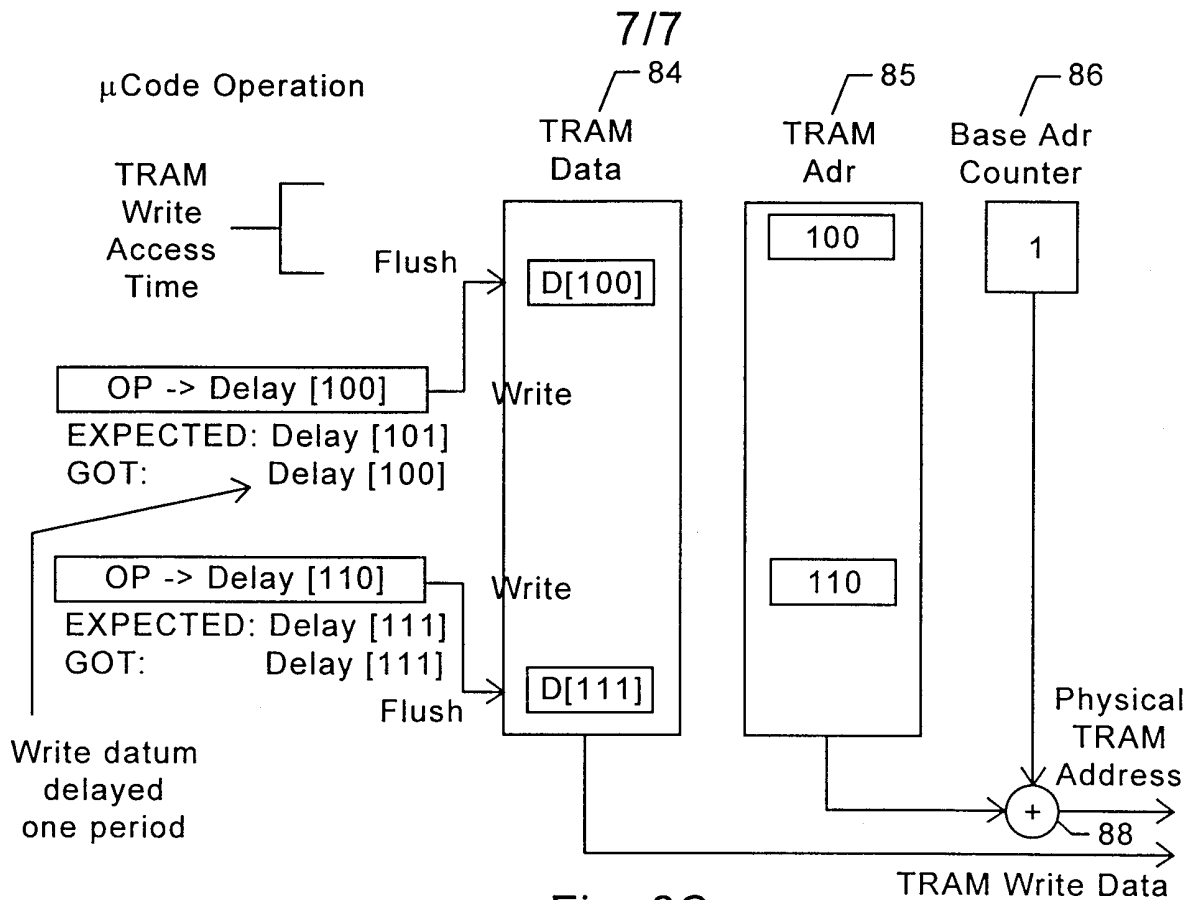 7/7
μCode Operation
84
85
86
TRAM
Data
TRAM
Adr
Base Adr
Counter
TRAM
Write
Access
Time
Flush
D[100]
100
1
OP -> Delay [100]
Write
EXPECTED: Delay [101]
GOT: Delay [100]
OP -> Delay [110]
Write
110
EXPECTED: Delay [111]
GOT: Delay [111]
Flush
D[111]
Write datum
delayed
one period
Physical
TRAM
Address
+
88
TRAM Write Data